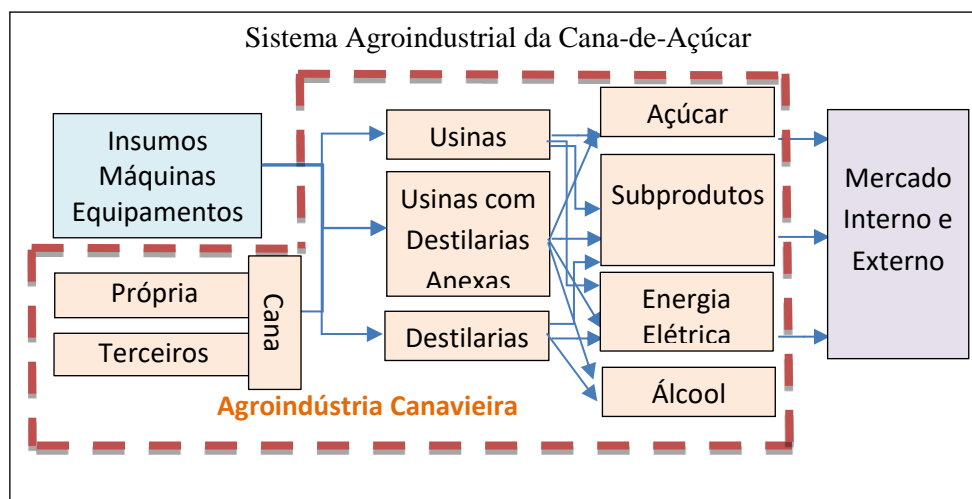 Sistema Agroindustrial da Cana-de-Açúcar
Insumos
Máquinas
Equipamentos
Própria
Terceiros
Cana
Usinas
Usinas com
Destilarias
Anexas
Destilarias
Açúcar
Subprodutos
Energia
Elétrica
Álcool
Mercado
Interno e
Externo
Agroindústria Canavieira